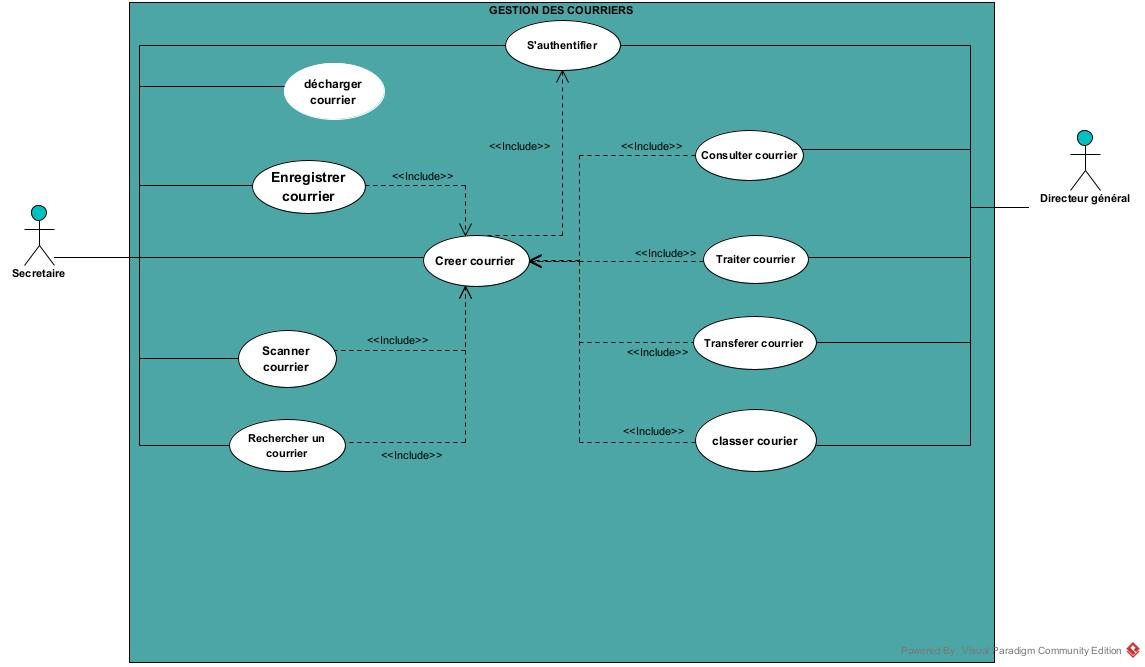 GESTION DES COURRIERS
S'authentifier
décharger
courrier
<<Include>>
<<Include>>
Consulter courrier
Enregistrer
courrier
<<Include>>
Directeur général
Secretaire
Creer courrier
<<Include>>
Traiter courrier
Scanner
courrier
<<Include>>
Transferer courrier
<<Include>>
Rechercher un
courrier
<<Include>>
<<Include>>
classer courier
Powered By Visual Paradigm Community Edition